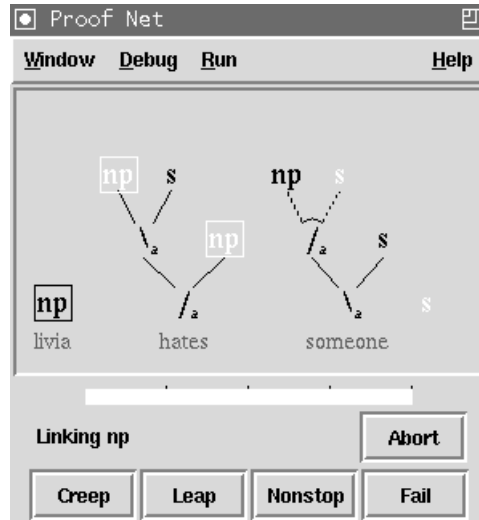 Proof Net
Window Debug Run Help
np s np s
\a np /a s
np /a \a s
livia hates someone
Linking np Abort
Creep Leap Nonstop Fail